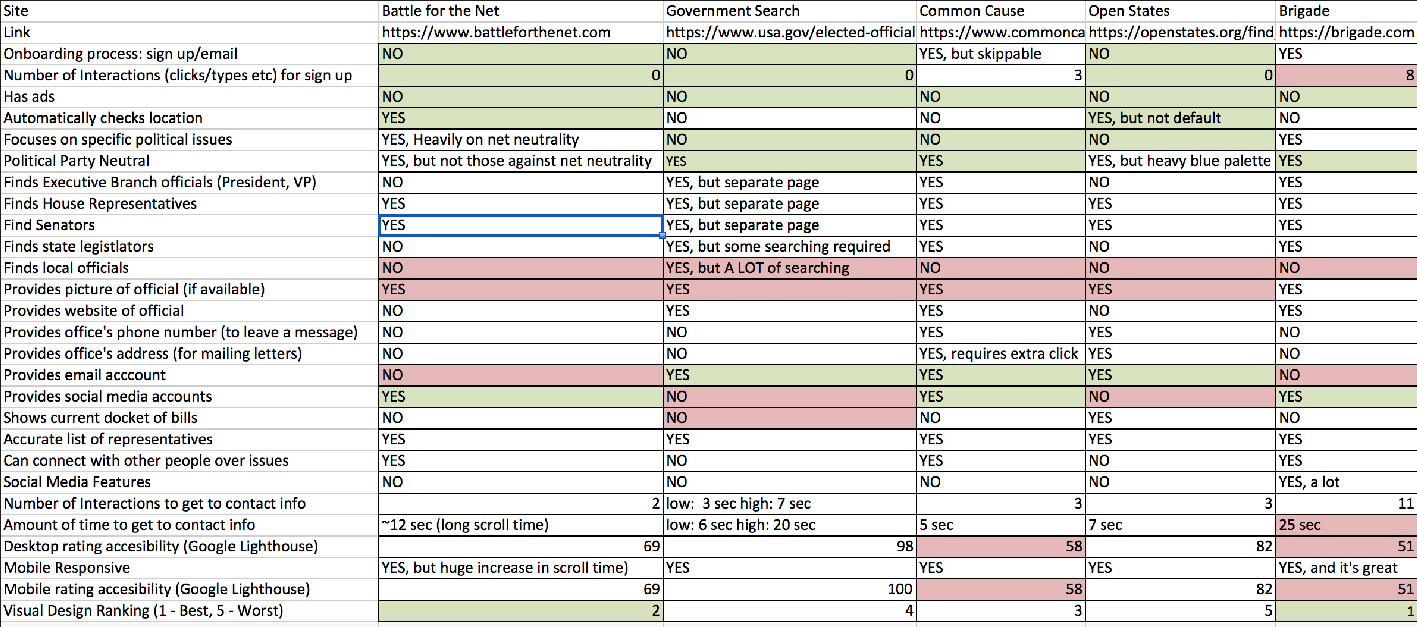 Site Battle for the Net Government Search Common Cause Open States Brigade
Link https://www.battleforthenet.com https://www.usa.gov/elected-official https://www.commonca https://openstates.org/find https://brigade.com
Onboarding process: sign up/email NO NO YES, but skippable NO YES
Number of Interactions (clicks/types etc) for sign up 0 0 3 0 8
Has ads NO NO NO NO NO
Automatically checks location YES NO NO YES, but not default NO
Focuses on specific political issues YES, Heavily on net neutrality NO NO NO YES
Political Party Neutral YES, but not those against net neutrality YES YES YES, but heavy blue palette YES
Finds Executive Branch officials (President, VP) NO YES, but separate page YES NO YES
Finds House Representatives YES YES, but separate page YES YES YES
Find Senators YES YES, but separate page YES YES YES
Finds state legistlators NO YES, but some searching required YES NO YES
Finds local officials NO YES, but A LOT of searching NO NO NO
Provides picture of official (if available) YES YES YES YES YES
Provides website of official NO YES YES NO YES
Provides office's phone number (to leave a message) NO NO YES YES NO
Provides office's address (for mailing letters) NO NO YES, requires extra click YES NO
Provides email acccount NO YES YES YES NO
Provides social media accounts YES NO YES NO YES
Shows current docket of bills NO NO NO YES NO
Accurate list of representatives YES YES YES YES YES
Can connect with other people over issues YES NO YES NO YES
Social Media Features NO NO NO NO YES, a lot
Number of Interactions to get to contact info 2 low: 3 sec high: 7 sec 3 3 11
Amount of time to get to contact info ~12 sec (long scroll time) low: 6 sec high: 20 sec 5 sec 7 sec 25 sec
Desktop rating accesibility (Google Lighthouse) 69 98 58 82 51
Mobile Responsive YES, but huge increase in scroll time) YES YES YES YES, and it's great
Mobile rating accesibility (Google Lighthouse) 69 100 58 82 51
Visual Design Ranking (1 - Best, 5 - Worst) 2 4 3 5 1